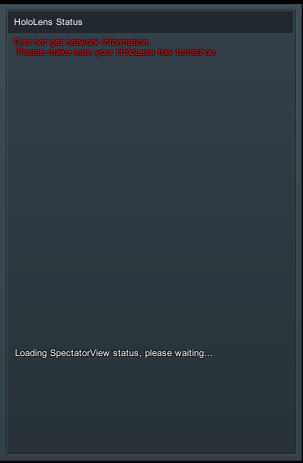 HoloLens Status
Can not get network information.
Please make sure your HoloLens has turned on.
Loading SpectatorView status, please waiting...